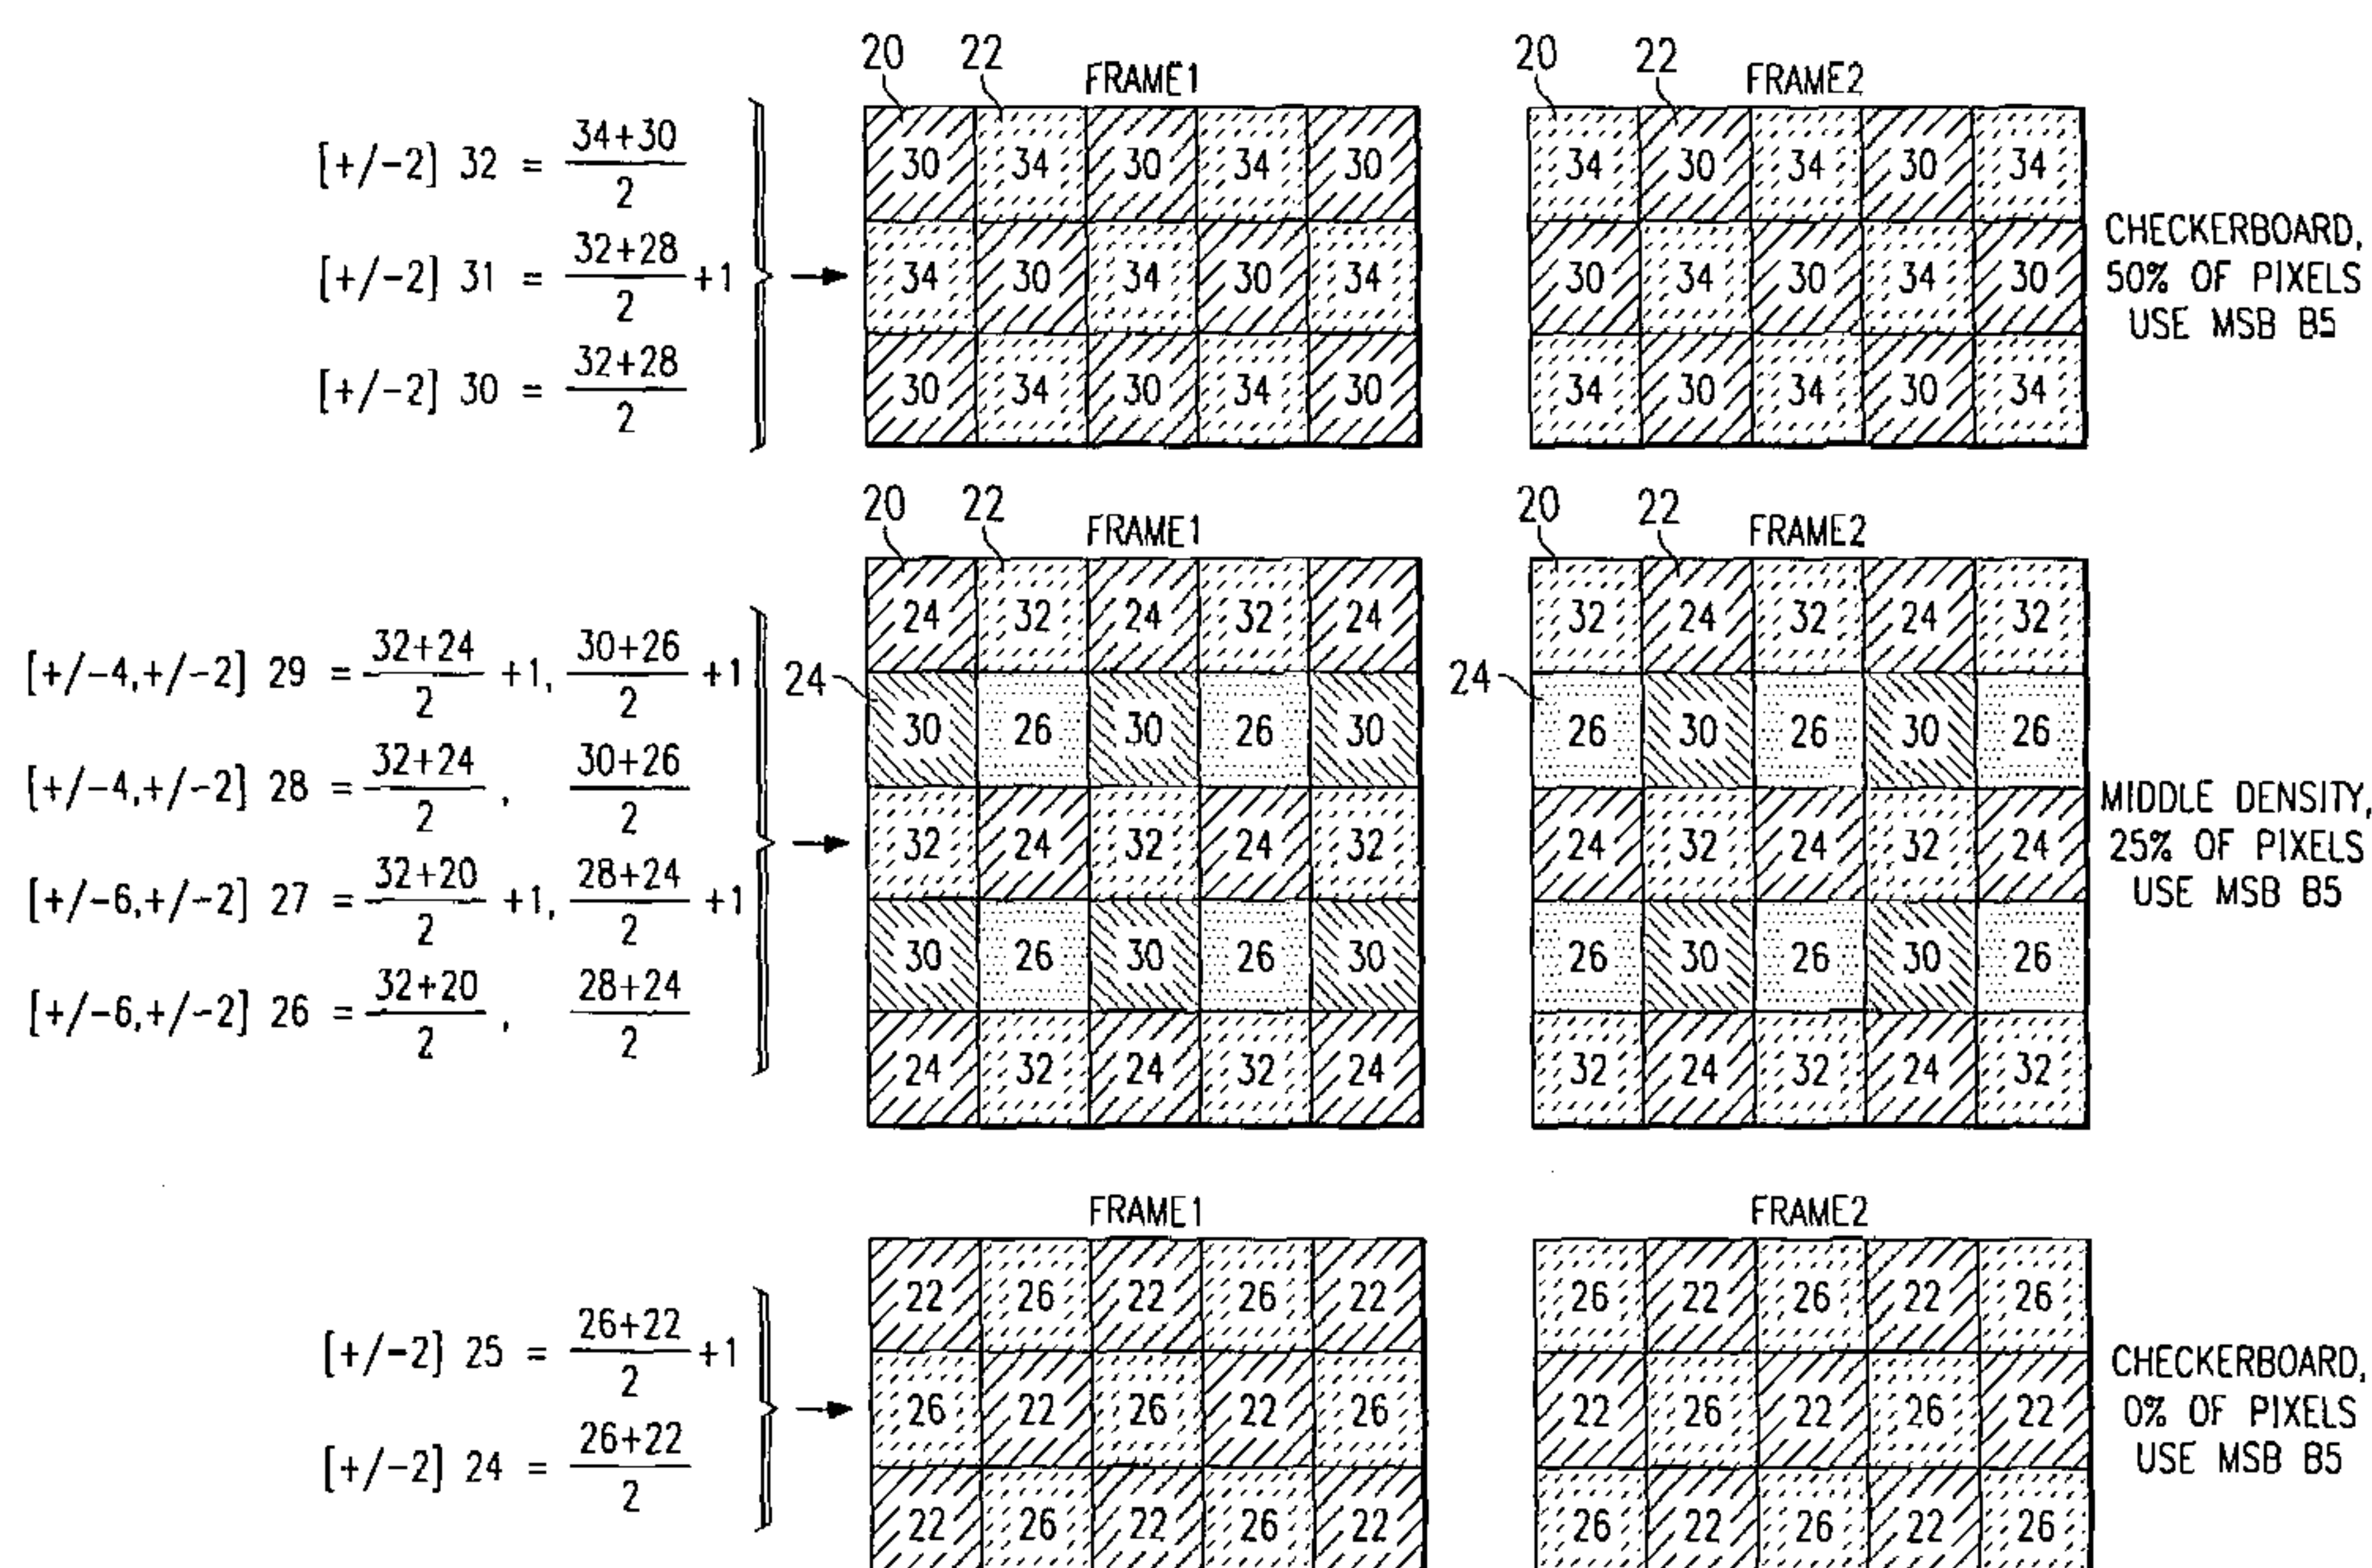 20 22 FRAME1 20 22 FRAME2
[+/-2] 32 = 34+30 / 2
[+/-2] 31 = 32+28 / 2 +1
[+/-2] 30 = 32+28 / 2
30 34 30 34 30
34 30 34 30 34
30 34 30 34 30
34 30 34 30 34
30 34 30 34 30
34 30 34 30 34
CHECKERBOARD,
50% OF PIXELS
USE MSB B5
20 22 FRAME1 20 22 FRAME2
[+/-4,+/-2] 29 = 32+24 / 2 +1, 30+26 / 2 +1
[+/-4,+/-2] 28 = 32+24 / 2 , 30+26 / 2
[+/-6,+/-2] 27 = 32+20 / 2 +1, 28+24 / 2 +1
[+/-6,+/-2] 26 = 32+20 / 2 , 28+24 / 2
24
24 32 24 32 24
30 26 30 26 30
32 24 32 24 32
30 26 30 26 30
24 32 24 32 24
24
32 24 32 24 32
26 30 26 30 26
24 32 24 32 24
26 30 26 30 26
32 24 32 24 32
MIDDLE DENSITY,
25% OF PIXELS
USE MSB B5
FRAME1 FRAME2
[+/-2] 25 = 26+22 / 2 +1
[+/-2] 24 = 26+22 / 2
22 26 22 26 22
26 22 26 22 26
22 26 22 26 22
26 22 26 22 26
22 26 22 26 22
26 22 26 22 26
CHECKERBOARD,
0% OF PIXELS
USE MSB B5